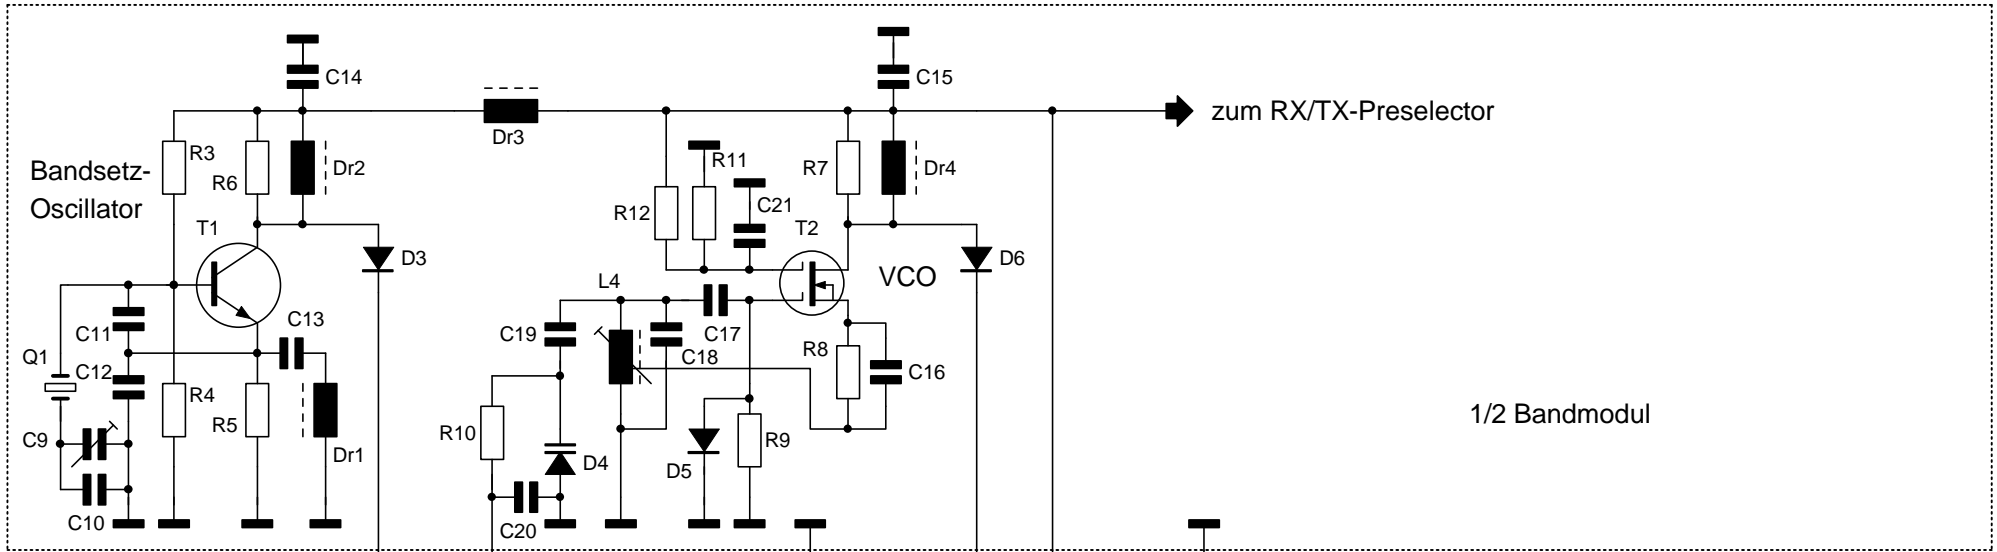 C14
C15
zum RX/TX-Preselector
Dr3
R3
R6
Dr2
R11
R7
Dr4
Bandsetz-
Oscillator
R12
C21
T1
T2
D3
VCO
D6
L4
C11
C13
C19
C17
C18
R8
Q1
C12
C16
R4
R5
C9
Dr1
R10
D4
D5
R9
1/2 Bandmodul
C10
C20